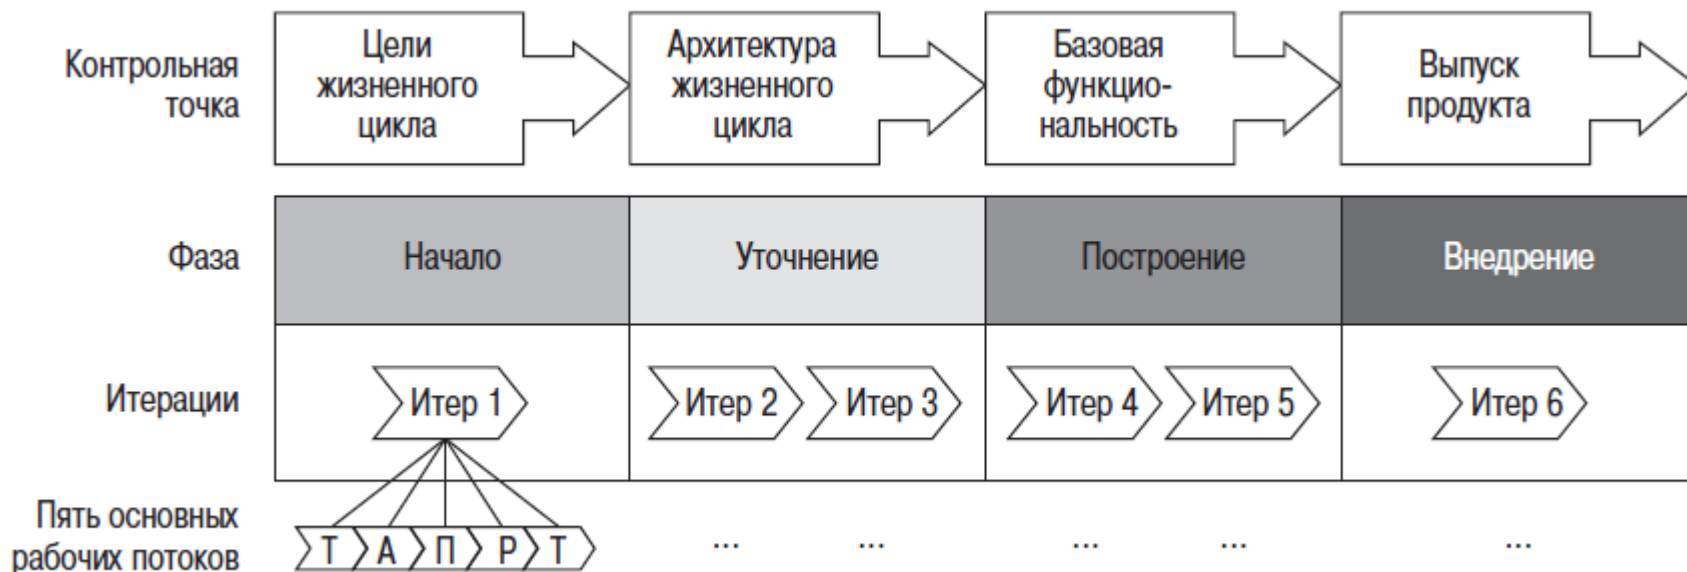 Контрольная
точка
Цели
жизненного
цикла
Архитектура
жизненного
цикла
Базовая
функцио-
нальность
Выпуск
продукта
Фаза
Начало
Уточнение
Построение
Внедрение
Итерации
Итер 1
Итер 2
Итер 3
Итер 4
Итер 5
Итер 6
Пять основных
рабочих потоков
Т А П Р Т
... ... ... ... ...